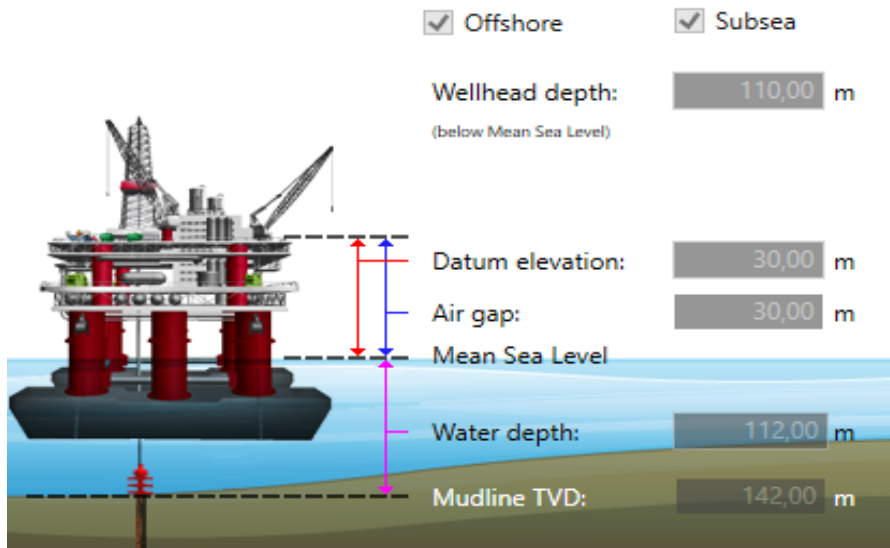 Offshore Subsea
Wellhead depth: 110,00 m
(below Mean Sea Level)
Datum elevation: 30,00 m
Air gap: 30,00 m
Mean Sea Level
Water depth: 112,00 m
Mudline TVD: 142,00 m